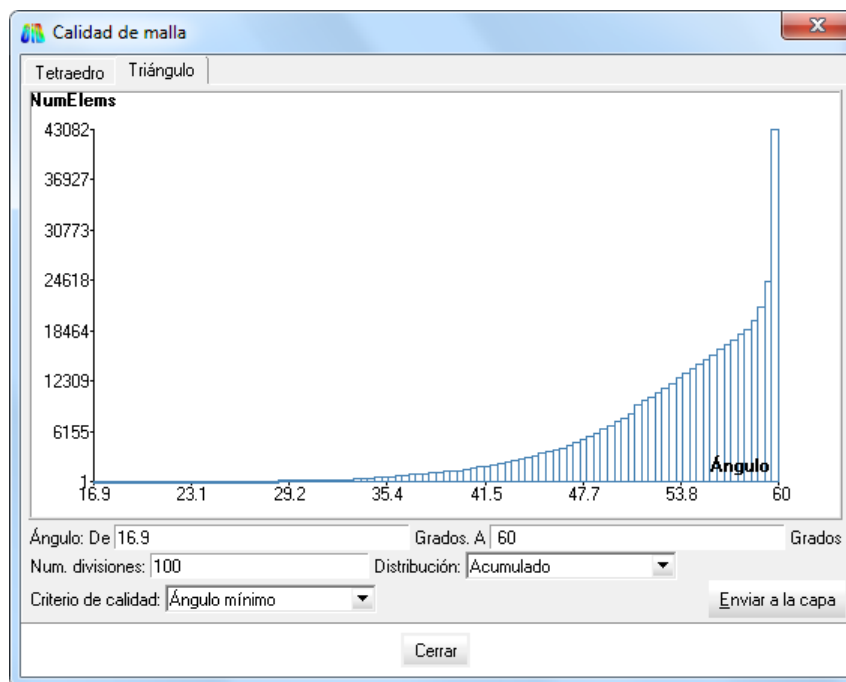 Calidad de malla
Tetraedro Triángulo
NumElems
43082
36927
30773
24618
18464
12309
6155
1
Ángulo
16.9 23.1 29.2 35.4 41.5 47.7 53.8 60
Ángulo: De 16.9 Grados. A 60 Grados
Num. divisiones: 100 Distribución: Acumulado
Criterio de calidad: Ángulo mínimo Enviar a la capa
Cerrar